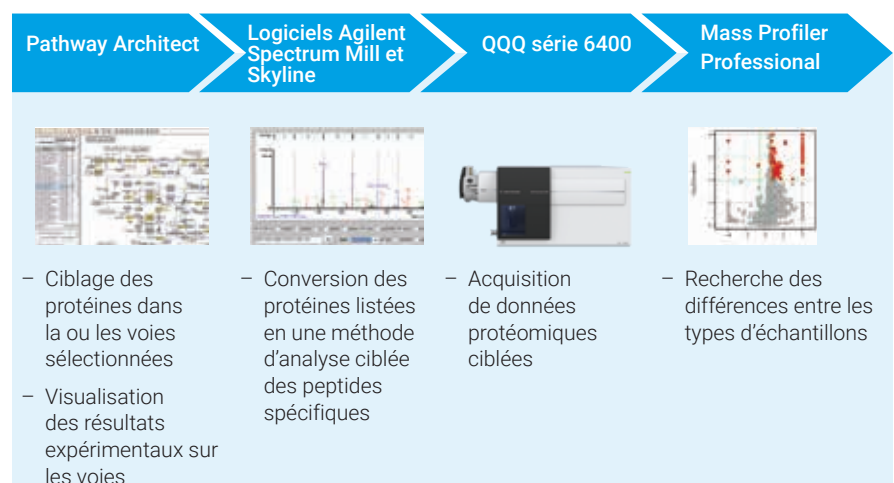 Pathway Architect
Logiciels Agilent
Spectrum Mill et
Skyline
QQQ série 6400
Mass Profiler
Professional
– Ciblage des
protéines dans
la ou les voies
sélectionnées
– Visualisation
des résultats
expérimentaux sur
les voies
– Conversion des
protéines listées
en une méthode
d'analyse ciblée
des peptides
spécifiques
– Acquisition
de données
protéomiques
ciblées
– Recherche des
différences entre les
types d'échantillons